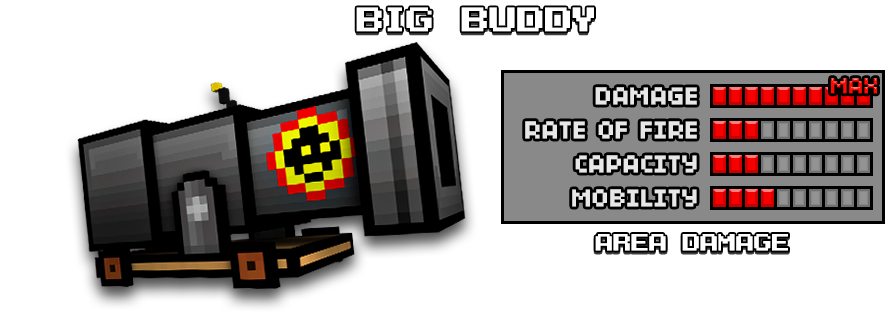 BIG BUDDY
DAMAGE MAX
RATE OF FIRE
CAPACITY
MOBILITY
AREA DAMAGE